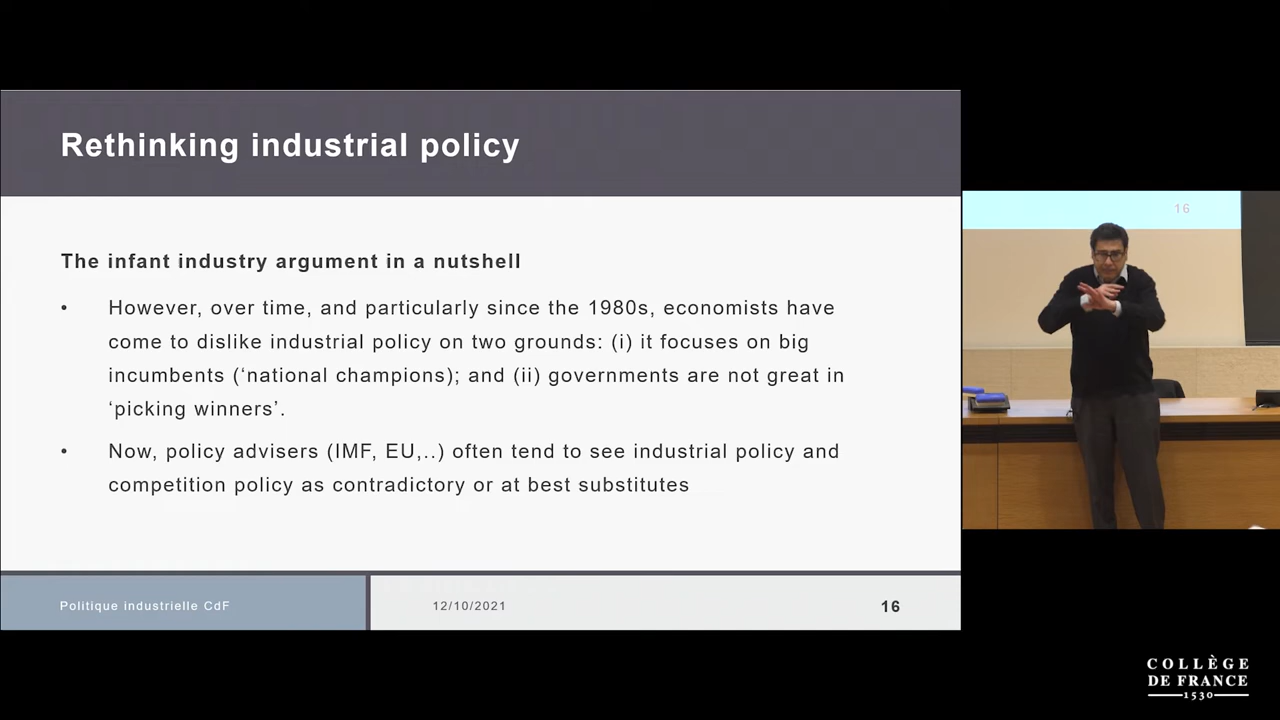 Rethinking industrial policy
The infant industry argument in a nutshell
• However, over time, and particularly since the 1980s, economists have
come to dislike industrial policy on two grounds: (i) it focuses on big
incumbents (‘national champions); and (ii) governments are not great in
‘picking winners’.
• Now, policy advisers (IMF, EU,..) often tend to see industrial policy and
competition policy as contradictory or at best substitutes
Politique industrielle CdF
12/10/2021
16
16
COLLÈGE
DE FRANCE
1530